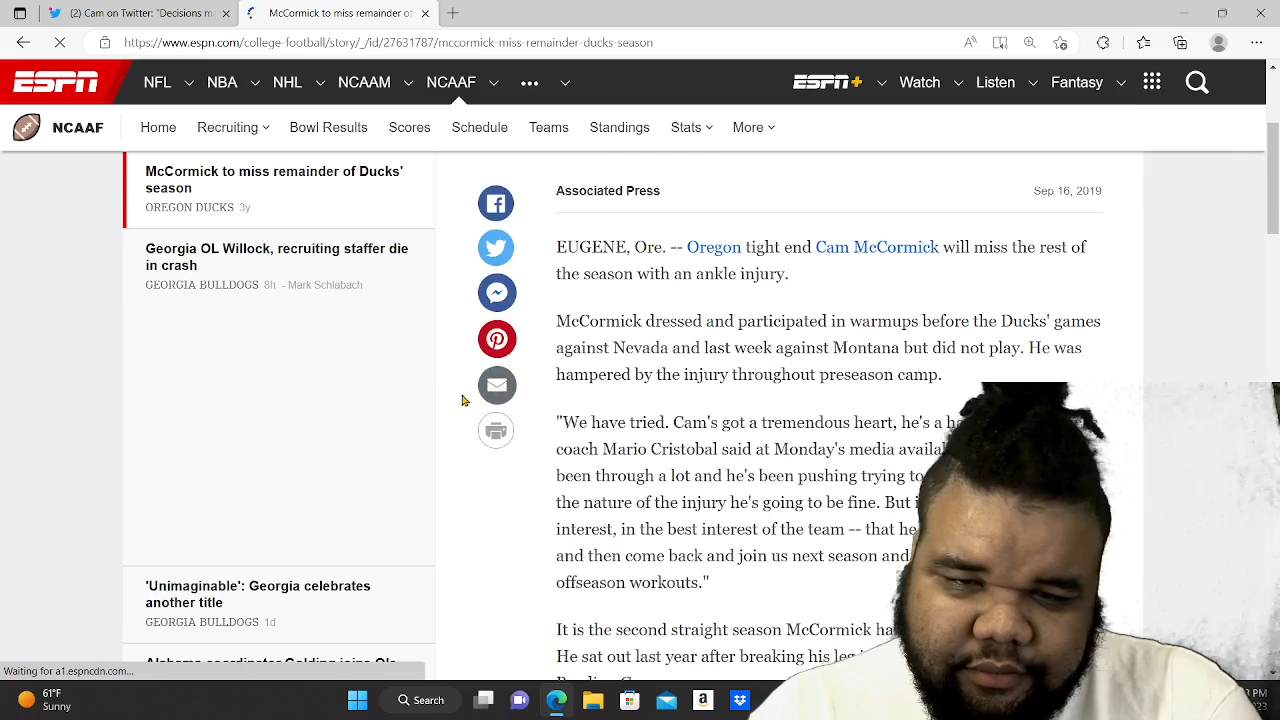 (2) Cam on Twitter: "Decisions m
McCormick to miss remainder of
https://www.espn.com/college-football/story/_/id/27631787/mccormick-miss-remainder-ducks-season
ESPN NFL NBA NHL NCAAM NCAAF ESPN+ Watch Listen Fantasy
NCAAF Home Recruiting Bowl Results Scores Schedule Teams Standings Stats More
McCormick to miss remainder of Ducks'
season
OREGON DUCKS 3y
Georgia OL Willock, recruiting staffer die
in crash
GEORGIA BULLDOGS 8h - Mark Schlabach
'Unimaginable': Georgia celebrates
another title
GEORGIA BULLDOGS 1d
Associated Press Sep 16, 2019
EUGENE, Ore. -- Oregon tight end Cam McCormick will miss the rest of
the season with an ankle injury.
McCormick dressed and participated in warmups before the Ducks' games
against Nevada and last week against Montana but did not play. He was
hampered by the injury throughout preseason camp.
"We have tried. Cam's got a tremendous heart, he's a
coach Mario Cristobal said at Monday's media
been through a lot and he's been pushing trying to
the nature of the injury he's going to be fine. But
interest, in the best interest of the team -- that he
and then come back and join us next season and
offseason workouts."
It is the second straight season McCormick
He sat out last year after breaking his leg
Waiting for a1.espncdn.com...
61°F
Sunny
Search